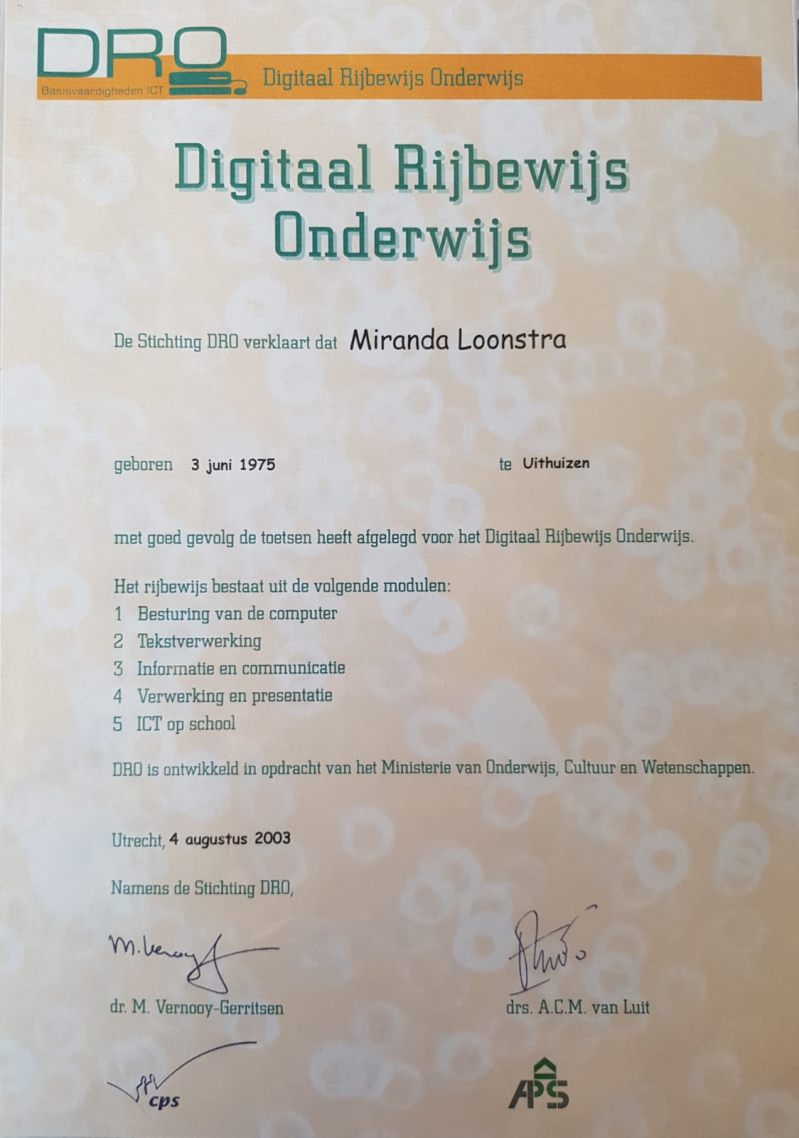 DRO
Basisvaardigheden ICT
Digitaal Rijbewijs Onderwijs
Digitaal Rijbewijs
Onderwijs
De Stichting DRO verklaart dat Miranda Loonstra
geboren 3 juni 1975 te Uithuizen
met goed gevolg de toetsen heeft afgelegd voor het Digitaal Rijbewijs Onderwijs.
Het rijbewijs bestaat uit de volgende modulen:
1 Besturing van de computer
2 Tekstverwerking
3 Informatie en communicatie
4 Verwerking en presentatie
5 ICT op school
DRO is ontwikkeld in opdracht van het Ministerie van Onderwijs, Cultuur en Wetenschappen.
Utrecht, 4 augustus 2003
Namens de Stichting DRO,
dr. M. Vernooy-Gerritsen drs. A.C.M. van Luit
cps APS